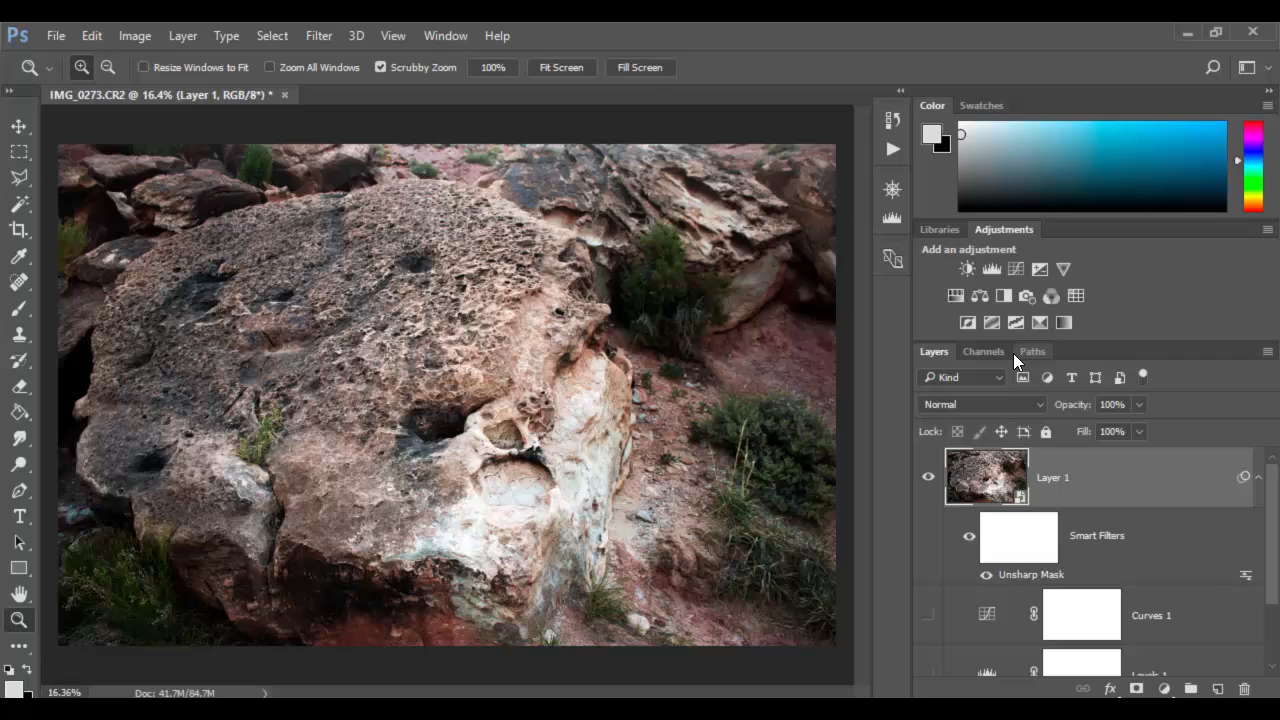 Ps File Edit Image Layer Type Select Filter 3D View Window Help
Resize Windows to Fit Zoom All Windows Scrubby Zoom 100% Fit Screen Fill Screen
IMG_0273.CR2 @ 16.4% (Layer 1, RGB/8*) *
Color Swatches
Libraries Adjustments
Add an adjustment
Layers Channels Paths
Kind
Normal Opacity: 100%
Lock: Fill: 100%
Layer 1
Smart Filters
Unsharp Mask
Curves 1
Levels 1
16.36% Doc: 41.7M/84.7M